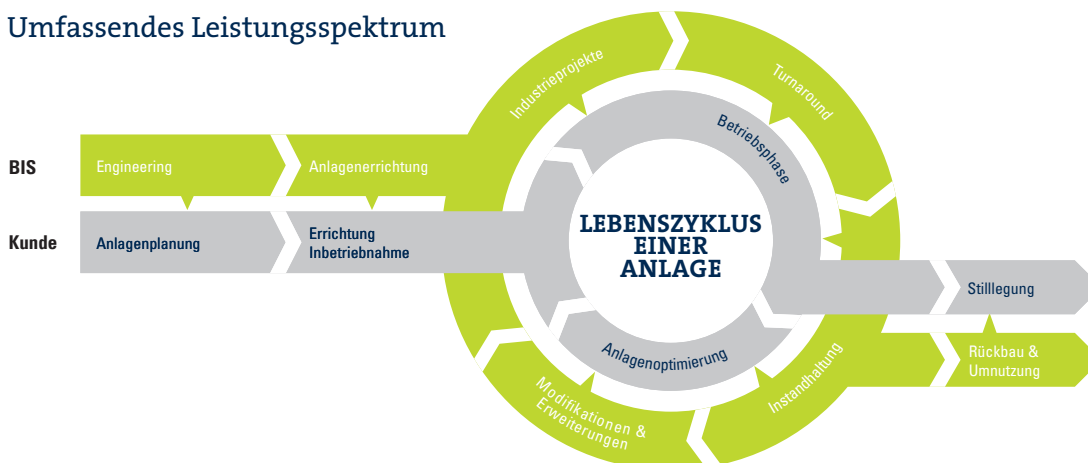 Umfassendes Leistungsspektrum
Industrieprojekte
Turnaround
Betriebsphase
BIS
Engineering
Anlagenerrichtung
Kunde
Anlagenplanung
Errichtung
Inbetriebnahme
LEBENSZYKLUS
EINER
ANLAGE
Stilllegung
Anlagenoptimierung
Instandhaltung
Rückbau &
Umnutzung
Modifikationen &
Erweiterungen